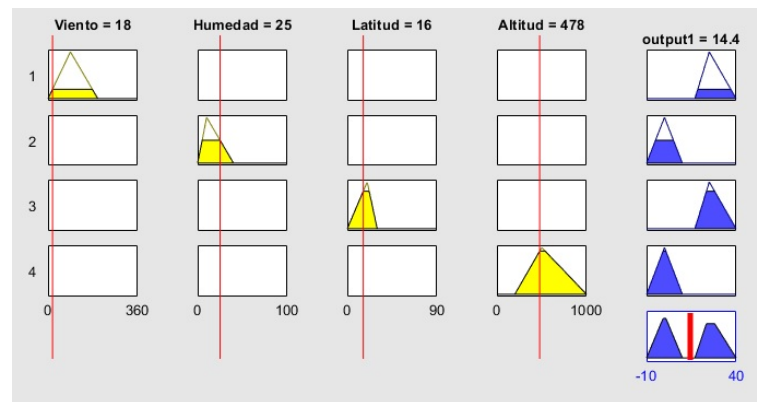 Viento = 18 Humedad = 25 Latitud = 16 Altitud = 478
output1 = 14.4
1
2
3
4
0 360 0 100 0 90 0 1000
-10 40